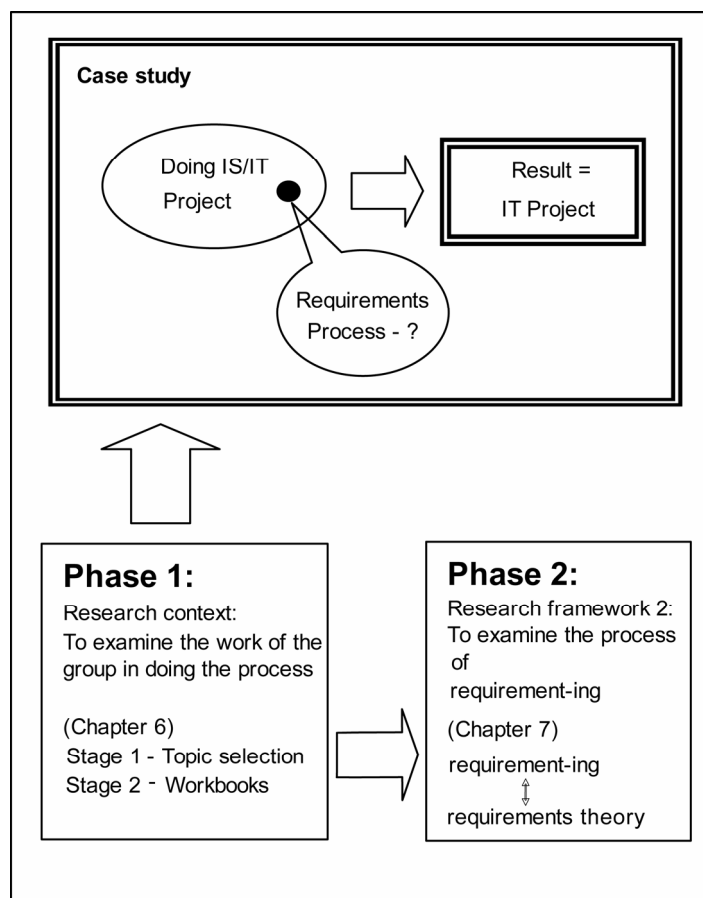 Case study
Doing IS/IT
Project
Result =
IT Project
Requirements
Process - ?
Phase 1:
Research context:
To examine the work of the
group in doing the process
(Chapter 6)
Stage 1 - Topic selection
Stage 2 - Workbooks
Phase 2:
Research framework 2:
To examine the process
of
requirement-ing
(Chapter 7)
requirement-ing
requirements theory